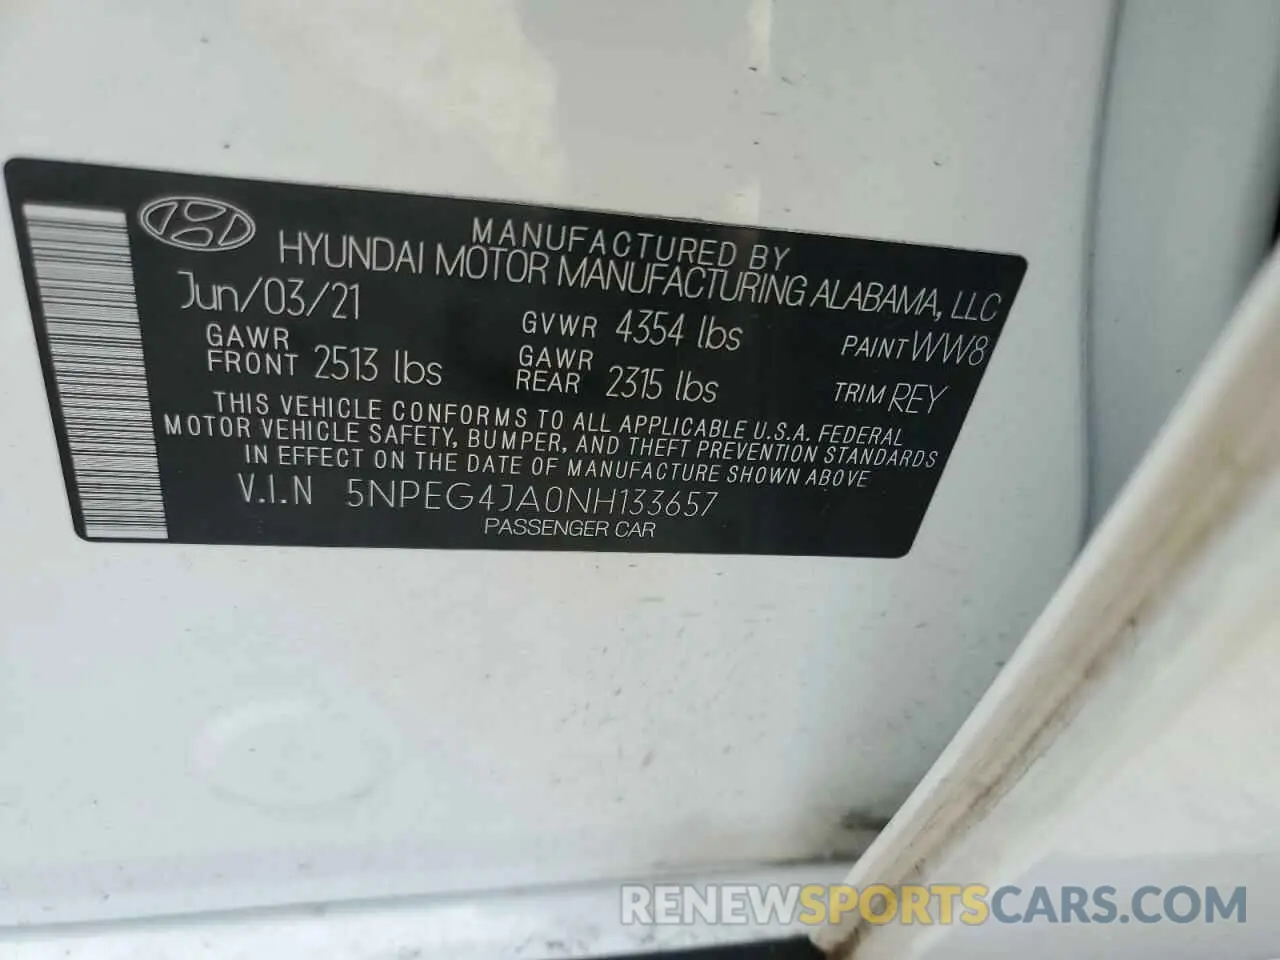 MANUFACTURED BY
HYUNDAI MOTOR MANUFACTURING ALABAMA, LLC
Jun/03/21
GVWR 4354 lbs
PAINT WW8
GAWR FRONT 2513 lbs
GAWR REAR 2315 lbs
TRIM REY
THIS VEHICLE CONFORMS TO ALL APPLICABLE U.S.A. FEDERAL
MOTOR VEHICLE SAFETY, BUMPER, AND THEFT PREVENTION STANDARDS
IN EFFECT ON THE DATE OF MANUFACTURE SHOWN ABOVE
V.I.N 5NPEG4JA0NH133657
PASSENGER CAR
RENEWSPORTSCARS.COM